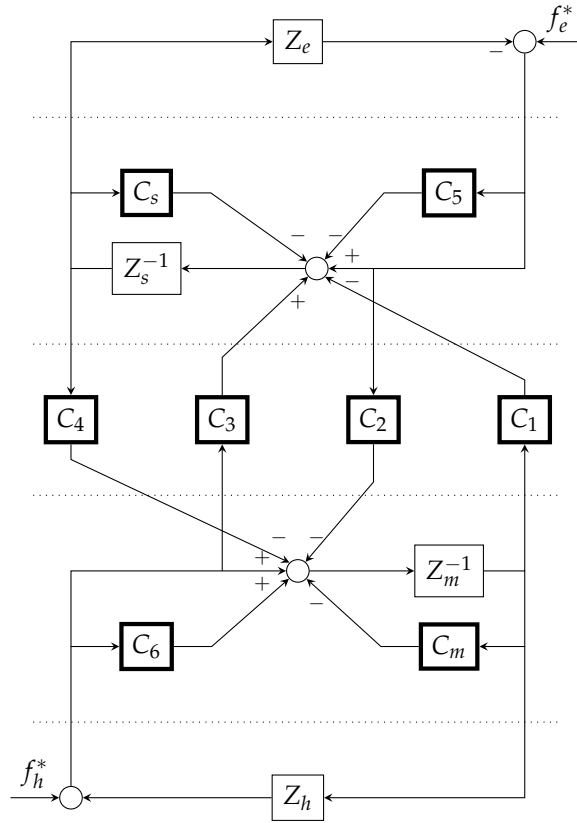 Z_e − f_e^*
C_s − − C_5
Z_s^{-1} + − +
C_4 C_3 C_2 C_1
− −
+ + Z_m^{-1}
C_6 − C_m
f_h^* Z_h